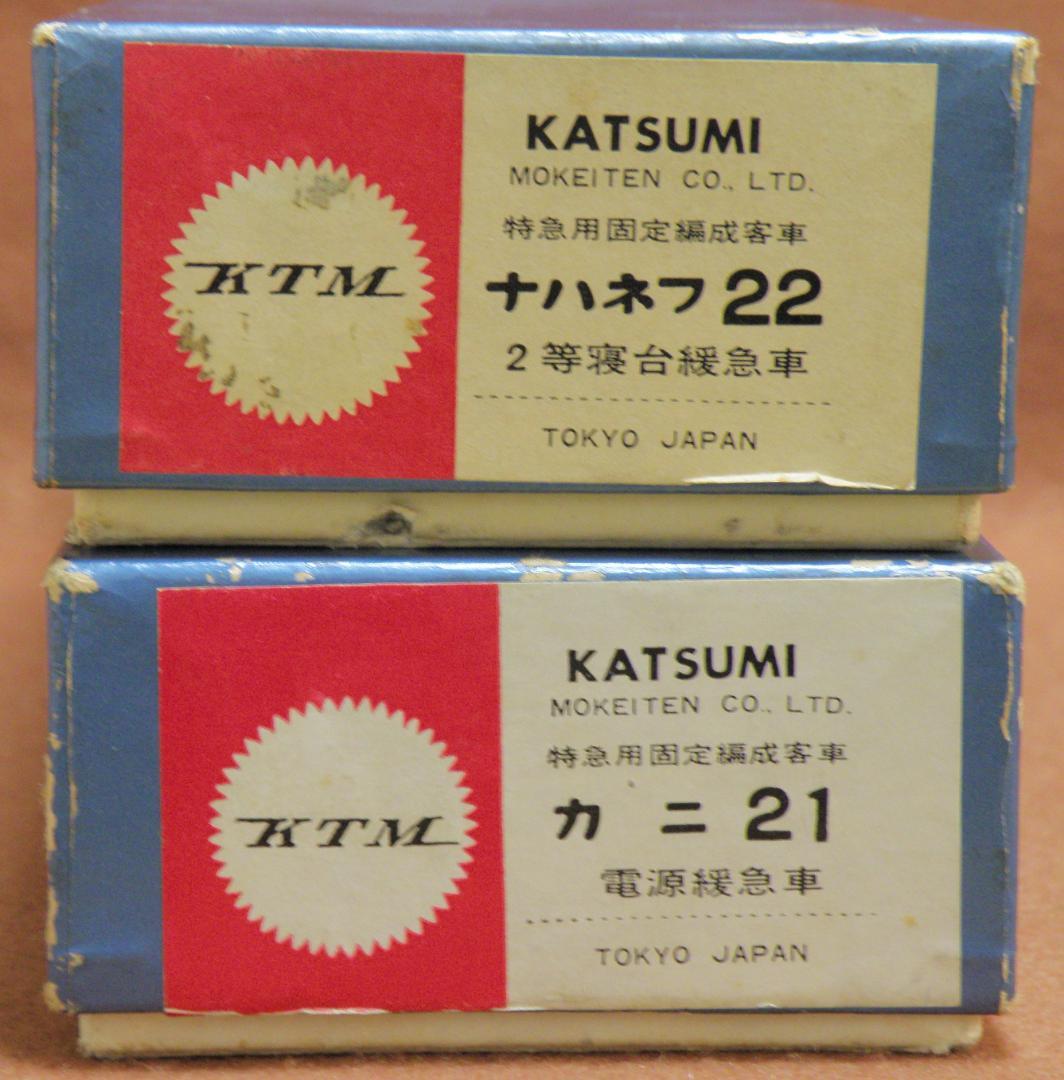 KTM
KATSUMI
MOKEITEN CO., LTD.
特急用固定編成客車
ナハネフ22
2等寝台緩急車
TOKYO JAPAN
KTM
KATSUMI
MOKEITEN CO., LTD.
特急用固定編成客車
カニ21
電源緩急車
TOKYO JAPAN